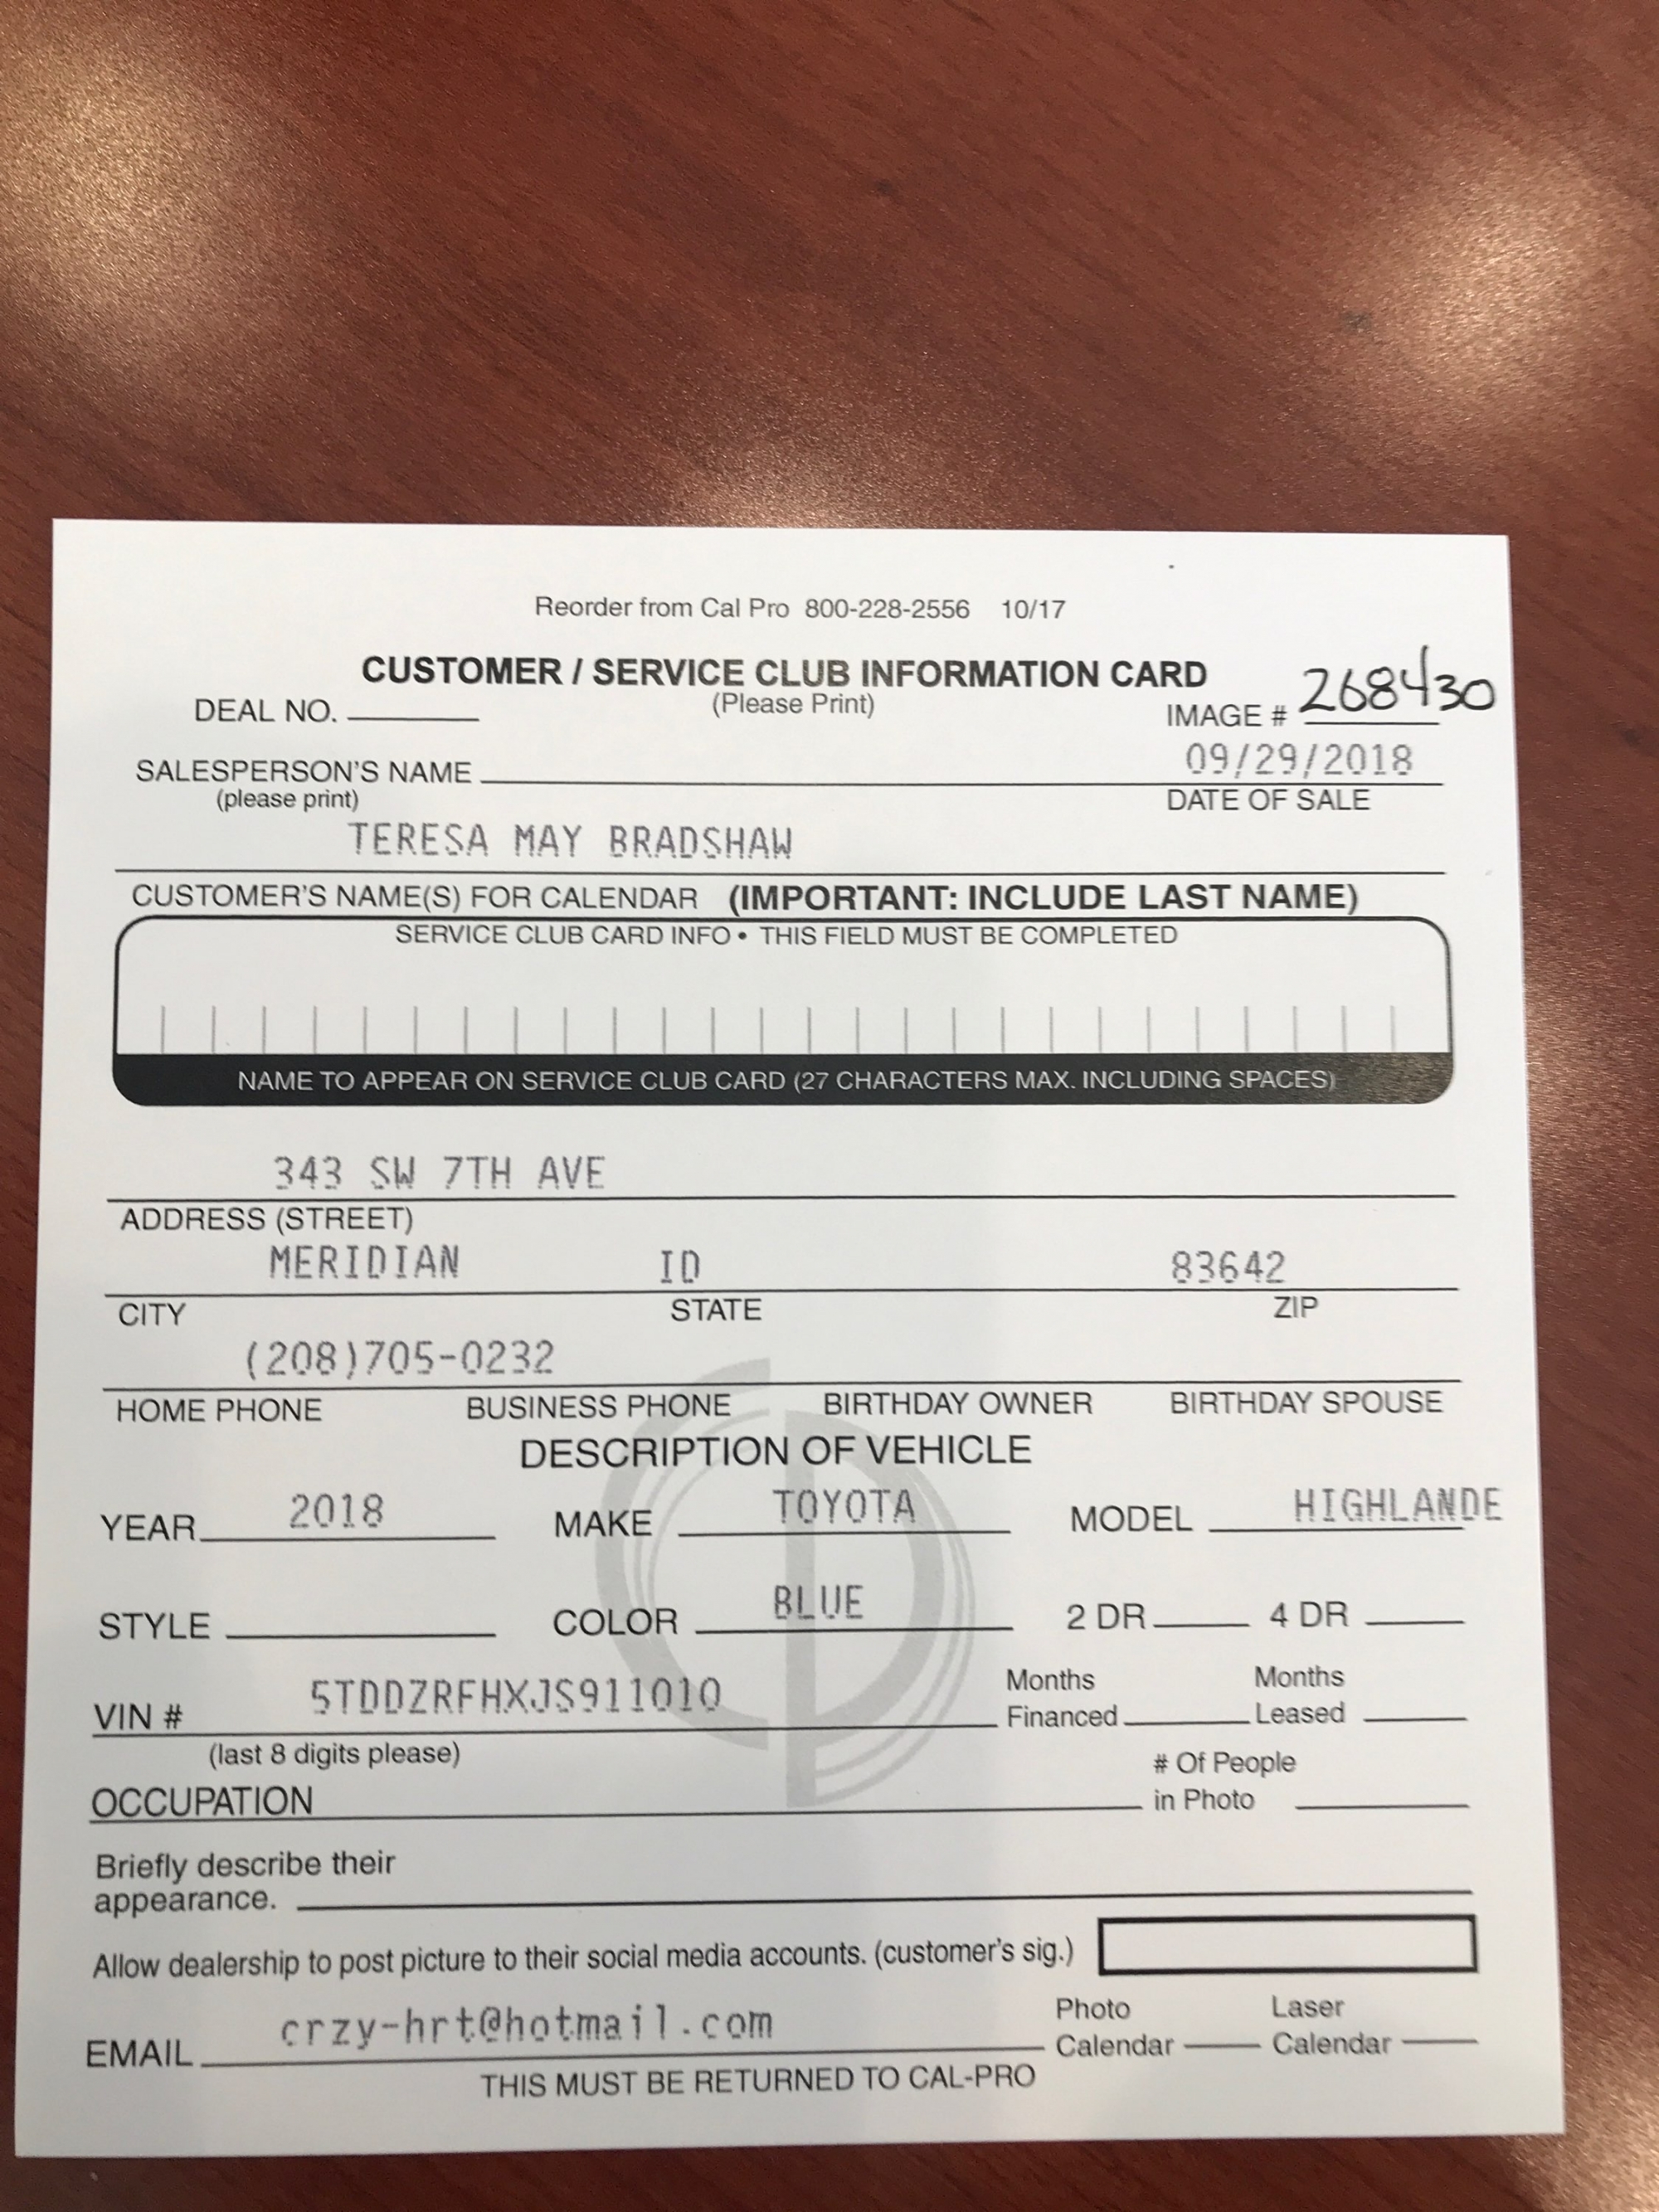 Reorder from Cal Pro 800-228-2556 10/17
CUSTOMER / SERVICE CLUB INFORMATION CARD
DEAL NO. (Please Print) IMAGE # 268430
SALESPERSON'S NAME 09/29/2018
(please print) DATE OF SALE
TERESA MAY BRADSHAW
CUSTOMER'S NAME(S) FOR CALENDAR (IMPORTANT: INCLUDE LAST NAME)
SERVICE CLUB CARD INFO • THIS FIELD MUST BE COMPLETED
NAME TO APPEAR ON SERVICE CLUB CARD (27 CHARACTERS MAX. INCLUDING SPACES)
343 SW 7TH AVE
ADDRESS (STREET)
MERIDIAN ID 83642
CITY STATE ZIP
(208)705-0232
HOME PHONE BUSINESS PHONE BIRTHDAY OWNER BIRTHDAY SPOUSE
DESCRIPTION OF VEHICLE
YEAR 2018 MAKE TOYOTA MODEL HIGHLANDE
STYLE COLOR BLUE 2 DR 4 DR
VIN # 5TDDZRFHXJS911010 Months Financed Months Leased
(last 8 digits please)
OCCUPATION # Of People in Photo
Briefly describe their
appearance.
Allow dealership to post picture to their social media accounts. (customer's sig.)
EMAIL crzy-hrt@hotmail.com Photo Calendar Laser Calendar
THIS MUST BE RETURNED TO CAL-PRO